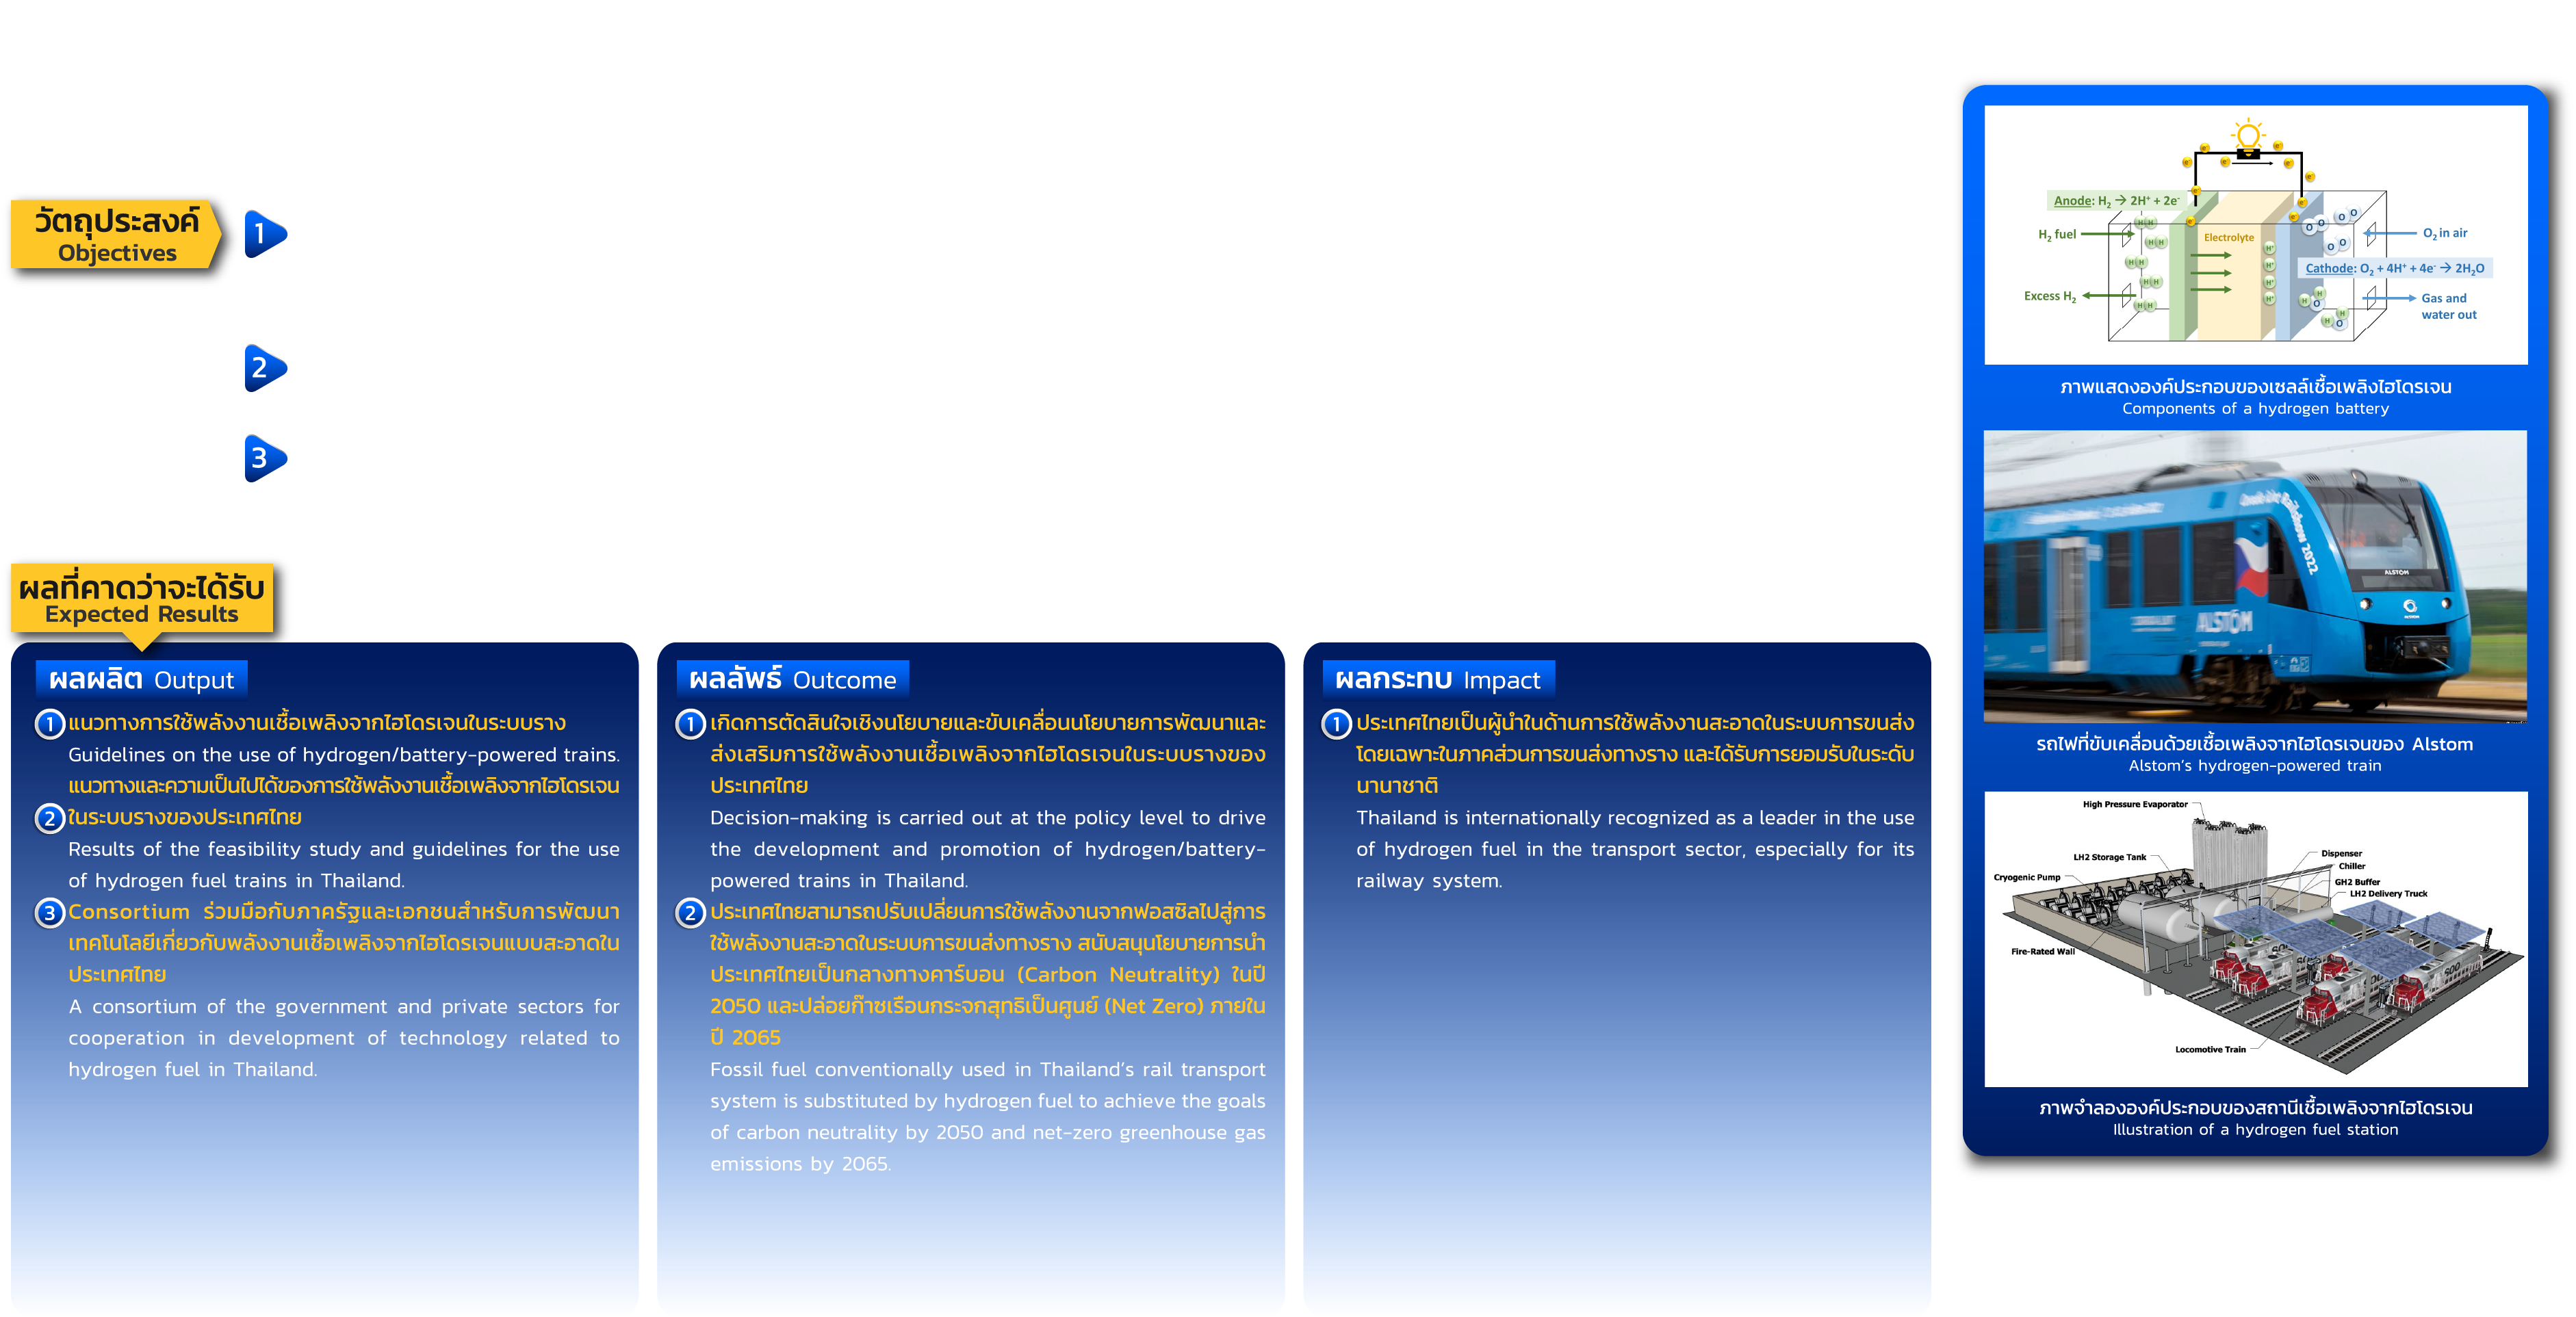 วัตถุประสงค์
Objectives
1
2
3
ผลที่คาดว่าจะได้รับ
Expected Results
ผลผลิต Output
1 แนวทางการใช้พลังงานเชื้อเพลิงจากไฮโดรเจนในระบบราง
Guidelines on the use of hydrogen/battery-powered trains.
แนวทางและความเป็นไปได้ของการใช้พลังงานเชื้อเพลิงจากไฮโดรเจน
2 ในระบบรางของประเทศไทย
Results of the feasibility study and guidelines for the use
of hydrogen fuel trains in Thailand.
3 Consortium ร่วมมือกับภาครัฐและเอกชนสำหรับการพัฒนา
เทคโนโลยีเกี่ยวกับพลังงานเชื้อเพลิงจากไฮโดรเจนแบบสะอาดใน
ประเทศไทย
A consortium of the government and private sectors for
cooperation in development of technology related to
hydrogen fuel in Thailand.
ผลลัพธ์ Outcome
1 เกิดการตัดสินใจเชิงนโยบายและขับเคลื่อนนโยบายการพัฒนาและ
ส่งเสริมการใช้พลังงานเชื้อเพลิงจากไฮโดรเจนในระบบรางของ
ประเทศไทย
Decision-making is carried out at the policy level to drive
the development and promotion of hydrogen/battery-
powered trains in Thailand.
2 ประเทศไทยสามารถปรับเปลี่ยนการใช้พลังงานจากฟอสซิลไปสู่การ
ใช้พลังงานสะอาดในระบบการขนส่งทางราง สนับสนุนโยบายการนำ
ประเทศไทยเป็นกลางทางคาร์บอน (Carbon Neutrality) ในปี
2050 และปล่อยก๊าซเรือนกระจกสุทธิเป็นศูนย์ (Net Zero) ภายใน
ปี 2065
Fossil fuel conventionally used in Thailand's rail transport
system is substituted by hydrogen fuel to achieve the goals
of carbon neutrality by 2050 and net-zero greenhouse gas
emissions by 2065.
ผลกระทบ Impact
1 ประเทศไทยเป็นผู้นำในด้านการใช้พลังงานสะอาดในระบบการขนส่ง
โดยเฉพาะในภาคส่วนการขนส่งทางราง และได้รับการยอมรับในระดับ
นานาชาติ
Thailand is internationally recognized as a leader in the use
of hydrogen fuel in the transport sector, especially for its
railway system.
Anode: H₂ → 2H⁺ + 2e⁻
H₂ fuel
Electrolyte
O₂ in air
Cathode: O₂ + 4H⁺ + 4e⁻ → 2H₂O
Excess H₂
Gas and
water out
ภาพแสดงองค์ประกอบของเซลล์เชื้อเพลิงไฮโดรเจน
Components of a hydrogen battery
2022
ALSTOM
ALSTOM
รถไฟที่ขับเคลื่อนด้วยเชื้อเพลิงจากไฮโดรเจนของ Alstom
Alstom's hydrogen-powered train
High Pressure Evaporator
LH2 Storage Tank
Cryogenic Pump
Dispenser
Chiller
GH2 Buffer
LH2 Delivery Truck
Fire-Rated Wall
Locomotive Train
ภาพจำลององค์ประกอบของสถานีเชื้อเพลิงจากไฮโดรเจน
Illustration of a hydrogen fuel station